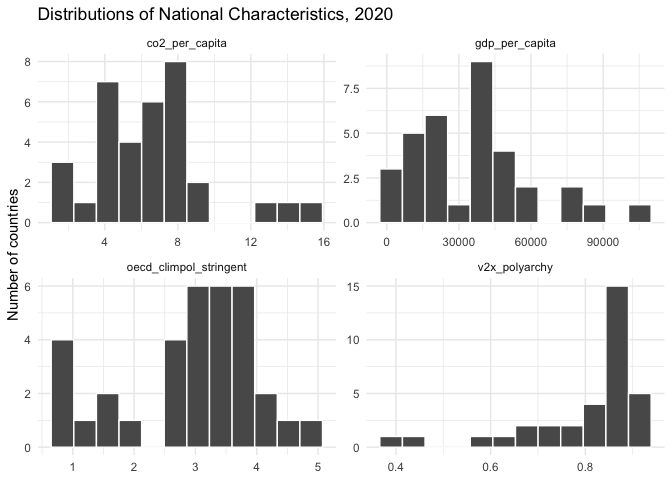 Distributions of National Characteristics, 2020
co2_per_capita
gdp_per_capita
8
6
4
2
0
7.5
5.0
2.5
0.0
4 8 12 16
0 30000 60000 90000
Number of countries
oecd_climpol_stringent
v2x_polyarchy
6
4
2
0
15
10
5
0
1 2 3 4 5
0.4 0.6 0.8